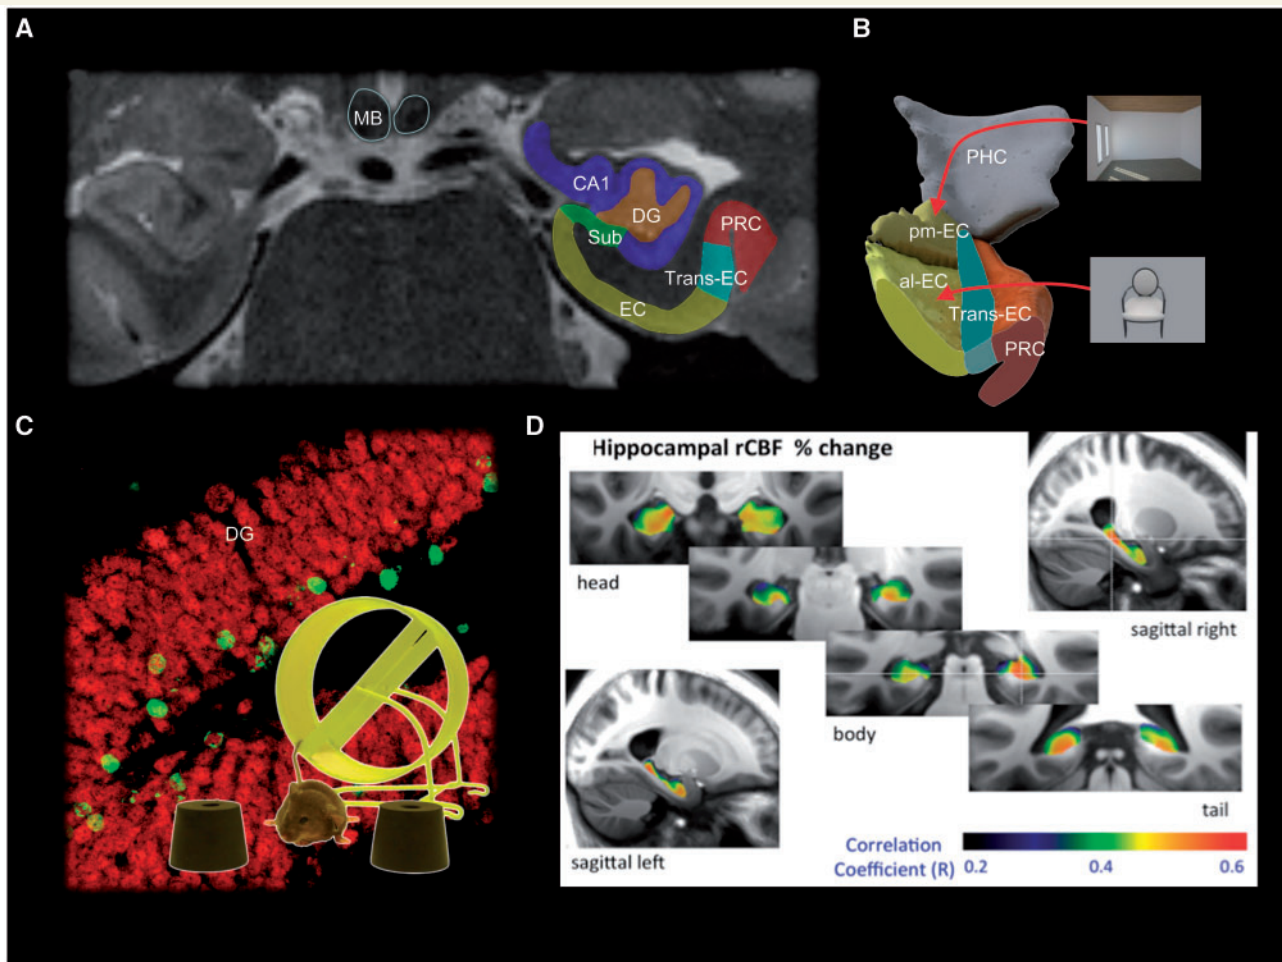 A
MB
CA1
DG
Sub
PRC
Trans-EC
EC
B
PHC
pm-EC
al-EC
Trans-EC
PRC
C
DG
D
Hippocampal rCBF % change
head
sagittal right
body
sagittal left
tail
Correlation
Coefficient (R)
0.2 0.4 0.6